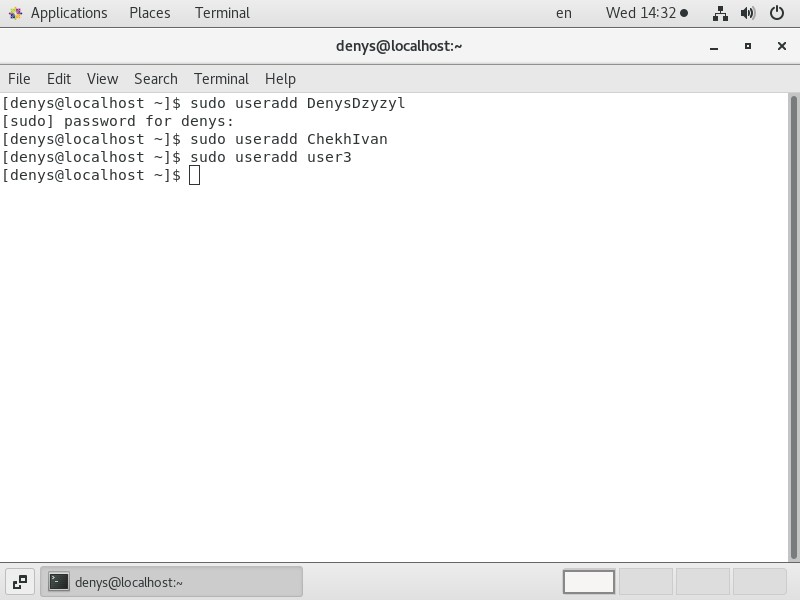 Applications Places Terminal en Wed 14:32
denys@localhost:~
File Edit View Search Terminal Help
[denys@localhost ~]$ sudo useradd DenysDzyzyl
[sudo] password for denys:
[denys@localhost ~]$ sudo useradd ChekhIvan
[denys@localhost ~]$ sudo useradd user3
[denys@localhost ~]$
denys@localhost:~